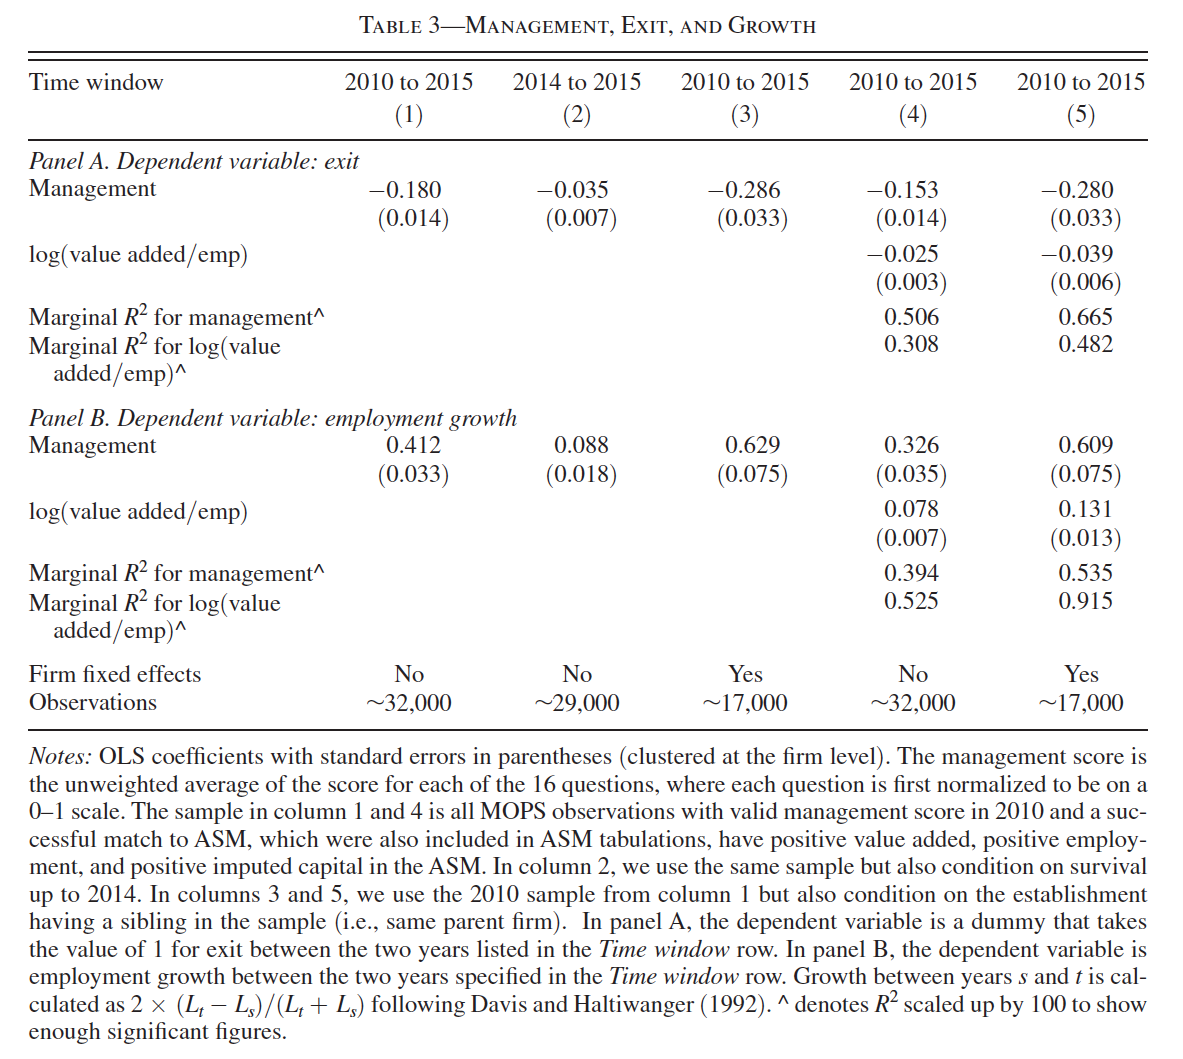 TABLE 3—MANAGEMENT, EXIT, AND GROWTH
Time window 2010 to 2015 2014 to 2015 2010 to 2015 2010 to 2015 2010 to 2015
(1) (2) (3) (4) (5)
Panel A. Dependent variable: exit
Management −0.180 −0.035 −0.286 −0.153 −0.280
(0.014) (0.007) (0.033) (0.014) (0.033)
log(value added/emp) −0.025 −0.039
(0.003) (0.006)
Marginal R² for management^ 0.506 0.665
Marginal R² for log(value 0.308 0.482
added/emp)^
Panel B. Dependent variable: employment growth
Management 0.412 0.088 0.629 0.326 0.609
(0.033) (0.018) (0.075) (0.035) (0.075)
log(value added/emp) 0.078 0.131
(0.007) (0.013)
Marginal R² for management^ 0.394 0.535
Marginal R² for log(value 0.525 0.915
added/emp)^
Firm fixed effects No No Yes No Yes
Observations ~32,000 ~29,000 ~17,000 ~32,000 ~17,000
Notes: OLS coefficients with standard errors in parentheses (clustered at the firm level). The management score is
the unweighted average of the score for each of the 16 questions, where each question is first normalized to be on a
0–1 scale. The sample in column 1 and 4 is all MOPS observations with valid management score in 2010 and a suc-
cessful match to ASM, which were also included in ASM tabulations, have positive value added, positive employ-
ment, and positive imputed capital in the ASM. In column 2, we use the same sample but also condition on survival
up to 2014. In columns 3 and 5, we use the 2010 sample from column 1 but also condition on the establishment
having a sibling in the sample (i.e., same parent firm). In panel A, the dependent variable is a dummy that takes
the value of 1 for exit between the two years listed in the Time window row. In panel B, the dependent variable is
employment growth between the two years specified in the Time window row. Growth between years s and t is cal-
culated as 2 × (Lₜ − Lₛ)/(Lₜ + Lₛ) following Davis and Haltiwanger (1992). ^ denotes R² scaled up by 100 to show
enough significant figures.